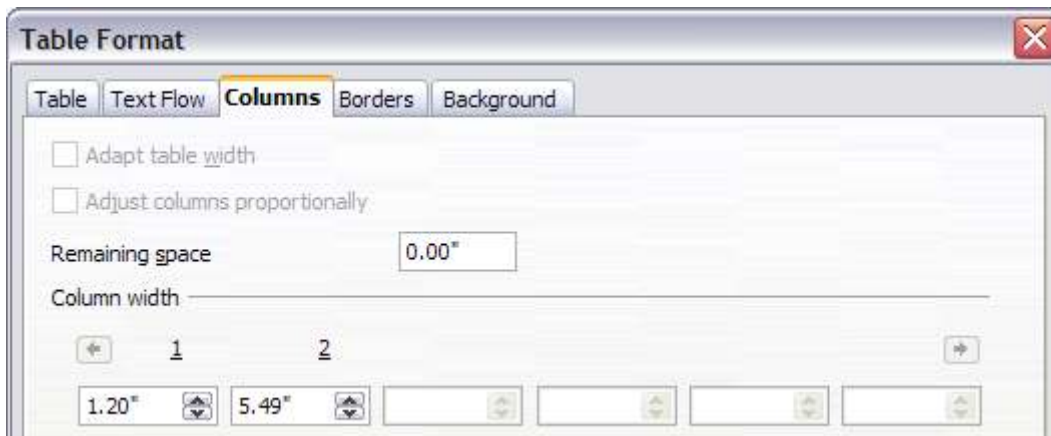 Table Format
Table Text Flow Columns Borders Background
Adapt table width
Adjust columns proportionally
Remaining space 0.00"
Column width
1 2
1.20" 5.49"